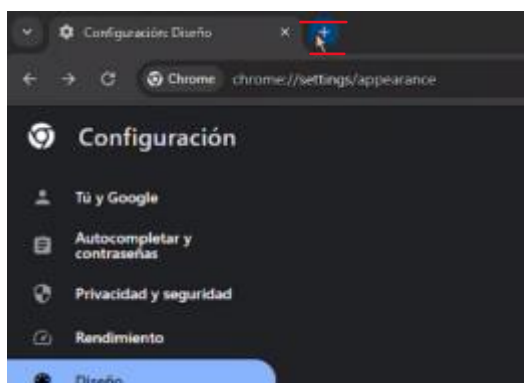 Configuración: Diseño
Chrome chrome://settings/appearance
Configuración
Tú y Google
Autocompletar y
contraseñas
Privacidad y seguridad
Rendimiento
Diseño